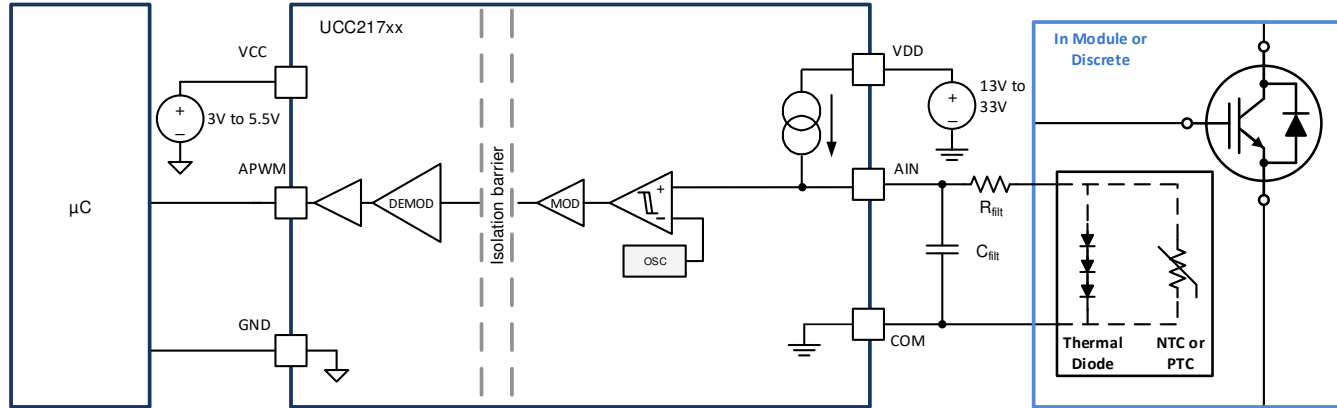 UCC217xx
In Module or
Discrete
VCC
VDD
+
−
3V to 5.5V
+
−
13V to
33V
APWM
AIN
µC
DEMOD
Isolation barrier
MOD
+
−
OSC
Rfilt
Cfilt
GND
COM
Thermal
Diode
NTC or
PTC